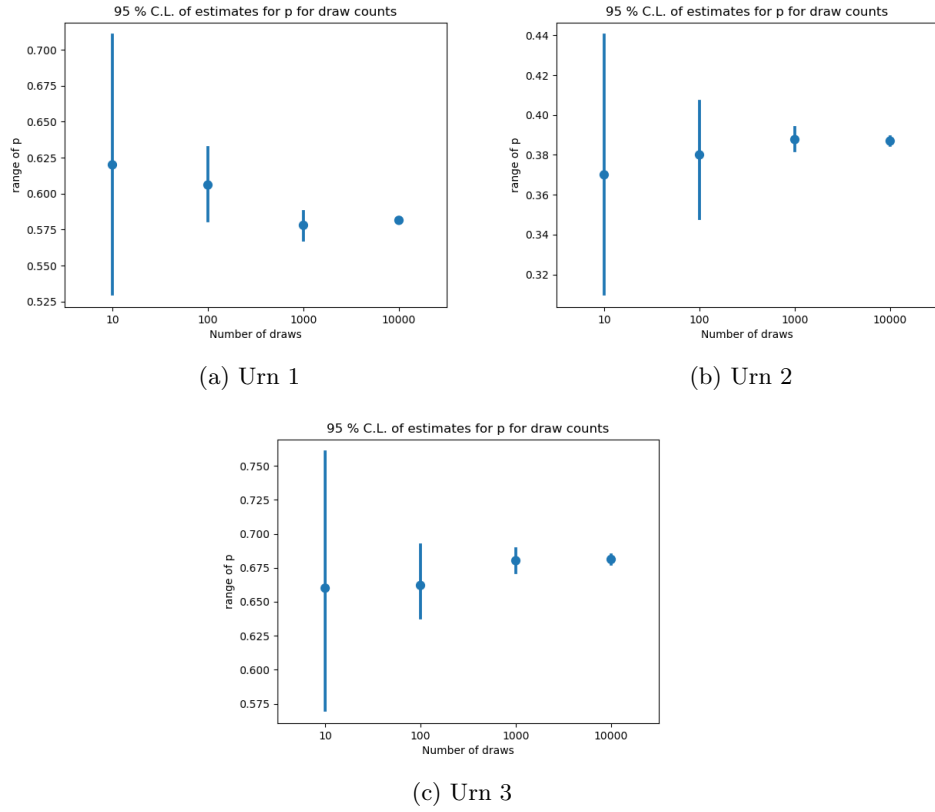 95 % C.L. of estimates for p for draw counts
0.700
0.675
0.650
0.625
0.600
0.575
0.550
0.525
range of p
10 100 1000 10000
Number of draws
(a) Urn 1
95 % C.L. of estimates for p for draw counts
0.44
0.42
0.40
0.38
0.36
0.34
0.32
range of p
10 100 1000 10000
Number of draws
(b) Urn 2
95 % C.L. of estimates for p for draw counts
0.750
0.725
0.700
0.675
0.650
0.625
0.600
0.575
range of p
10 100 1000 10000
Number of draws
(c) Urn 3